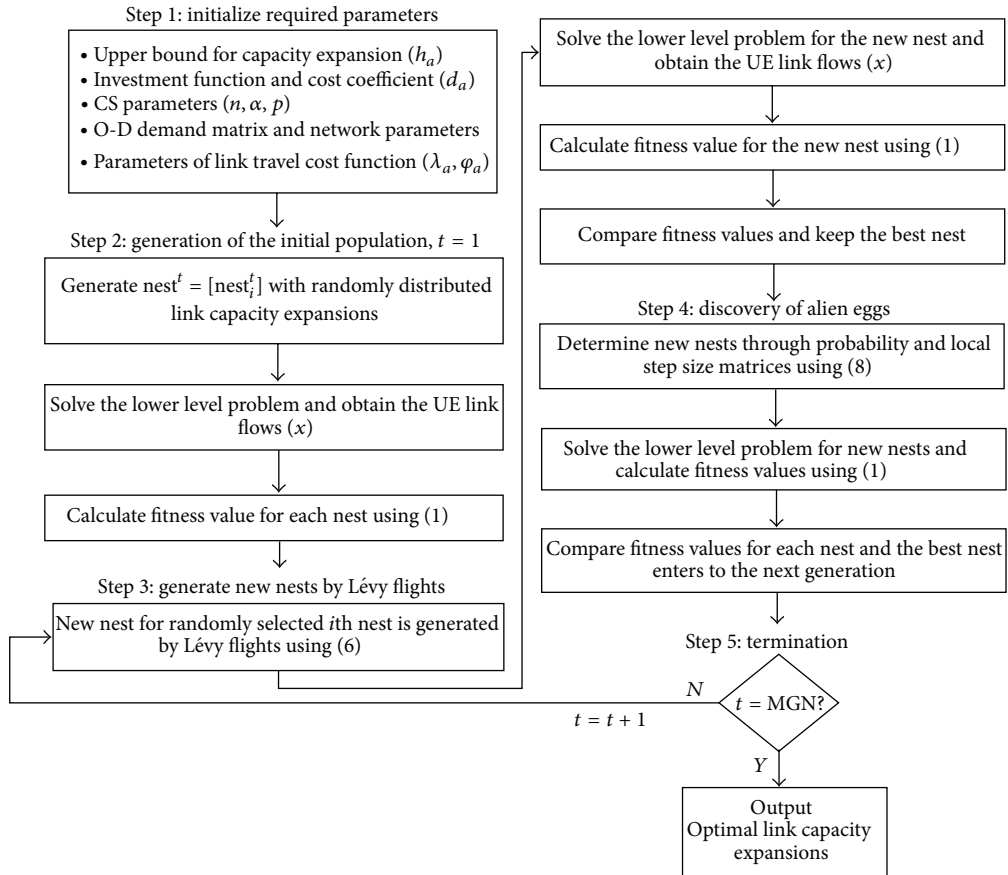 Step 1: initialize required parameters
• Upper bound for capacity expansion (hₐ)
• Investment function and cost coefficient (dₐ)
• CS parameters (n, α, p)
• O-D demand matrix and network parameters
• Parameters of link travel cost function (λₐ, φₐ)
Step 2: generation of the initial population, t = 1
Generate nestᵗ = [nestᵢᵗ] with randomly distributed
link capacity expansions
Solve the lower level problem and obtain the UE link
flows (x)
Calculate fitness value for each nest using (1)
Step 3: generate new nests by Lévy flights
New nest for randomly selected ith nest is generated
by Lévy flights using (6)
Solve the lower level problem for the new nest and
obtain the UE link flows (x)
Calculate fitness value for the new nest using (1)
Compare fitness values and keep the best nest
Step 4: discovery of alien eggs
Determine new nests through probability and local
step size matrices using (8)
Solve the lower level problem for new nests and
calculate fitness values using (1)
Compare fitness values for each nest and the best nest
enters to the next generation
Step 5: termination
t = MGN?
N
t = t + 1
Y
Output
Optimal link capacity
expansions